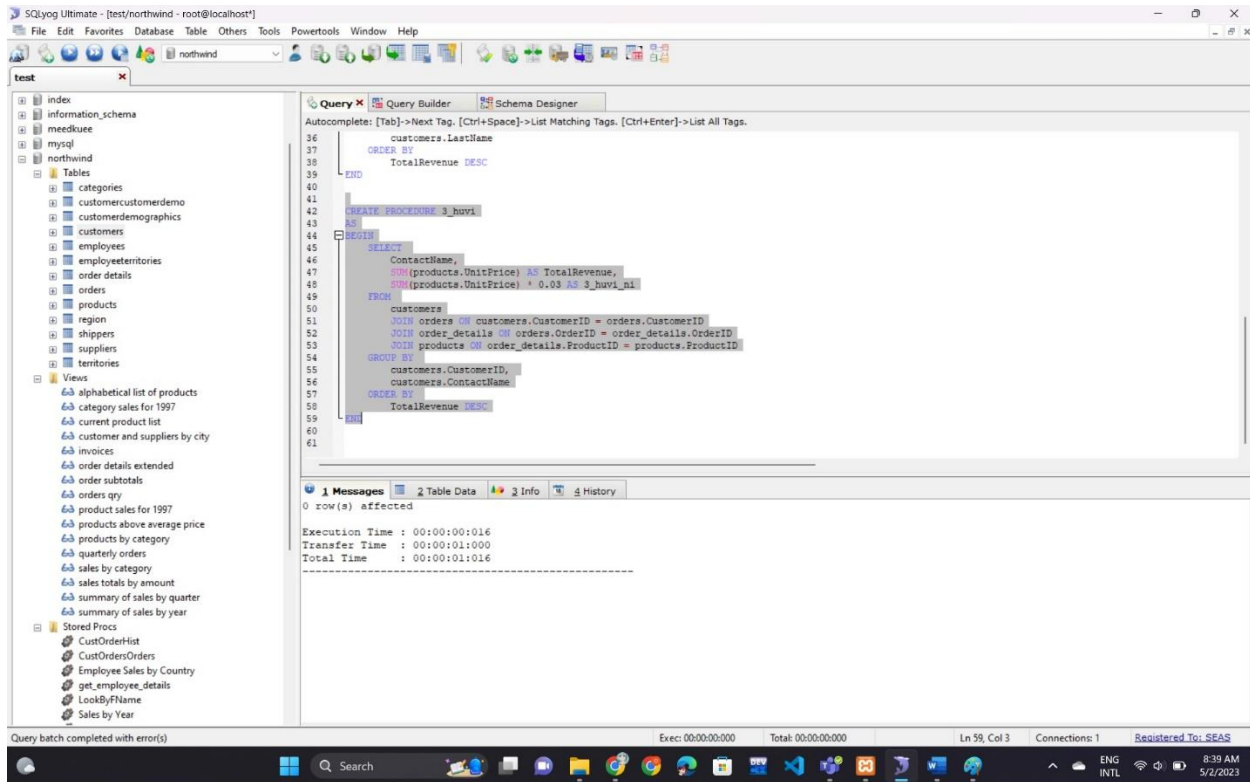 SQLyog Ultimate - [test/northwind - root@localhost*]
File Edit Favorites Database Table Others Tools Powertools Window Help
northwind
test
index
information_schema
meedkuee
mysql
northwind
Tables
categories
customercustomerdemo
customerdemographics
customers
employees
employeeterritories
order details
orders
products
region
shippers
suppliers
territories
Views
alphabetical list of products
category sales for 1997
current product list
customer and suppliers by city
invoices
order details extended
order subtotals
orders qry
product sales for 1997
products above average price
products by category
quarterly orders
sales by category
sales totals by amount
summary of sales by quarter
summary of sales by year
Stored Procs
CustOrderHist
CustOrdersOrders
Employee Sales by Country
get_employee_details
LookByFName
Sales by Year
Query Query Builder Schema Designer
Autocomplete: [Tab]->Next Tag. [Ctrl+Space]->List Matching Tags. [Ctrl+Enter]->List All Tags.
36 customers.LastName
37 ORDER BY
38 TotalRevenue DESC
39 END
40
41
42 CREATE PROCEDURE 3_huvi
43 AS
44 BEGIN
45 SELECT
46 ContactName,
47 SUM(products.UnitPrice) AS TotalRevenue,
48 SUM(products.UnitPrice) * 0.03 AS 3_huvi_ni
49 FROM
50 customers
51 JOIN orders ON customers.CustomerID = orders.CustomerID
52 JOIN order_details ON orders.OrderID = order_details.OrderID
53 JOIN products ON order_details.ProductID = products.ProductID
54 GROUP BY
55 customers.CustomerID,
56 customers.ContactName
57 ORDER BY
58 TotalRevenue DESC
59 END
60
61
1 Messages 2 Table Data 3 Info 4 History
0 row(s) affected
Execution Time : 00:00:00:016
Transfer Time : 00:00:01:000
Total Time : 00:00:01:016
-----------------------------------------------------
Query batch completed with error(s) Exec: 00:00:00:000 Total: 00:00:00:000 Ln 59, Col 3 Connections: 1 Registered To: SEAS
Search
ENG
INTL
8:39 AM
5/2/2023